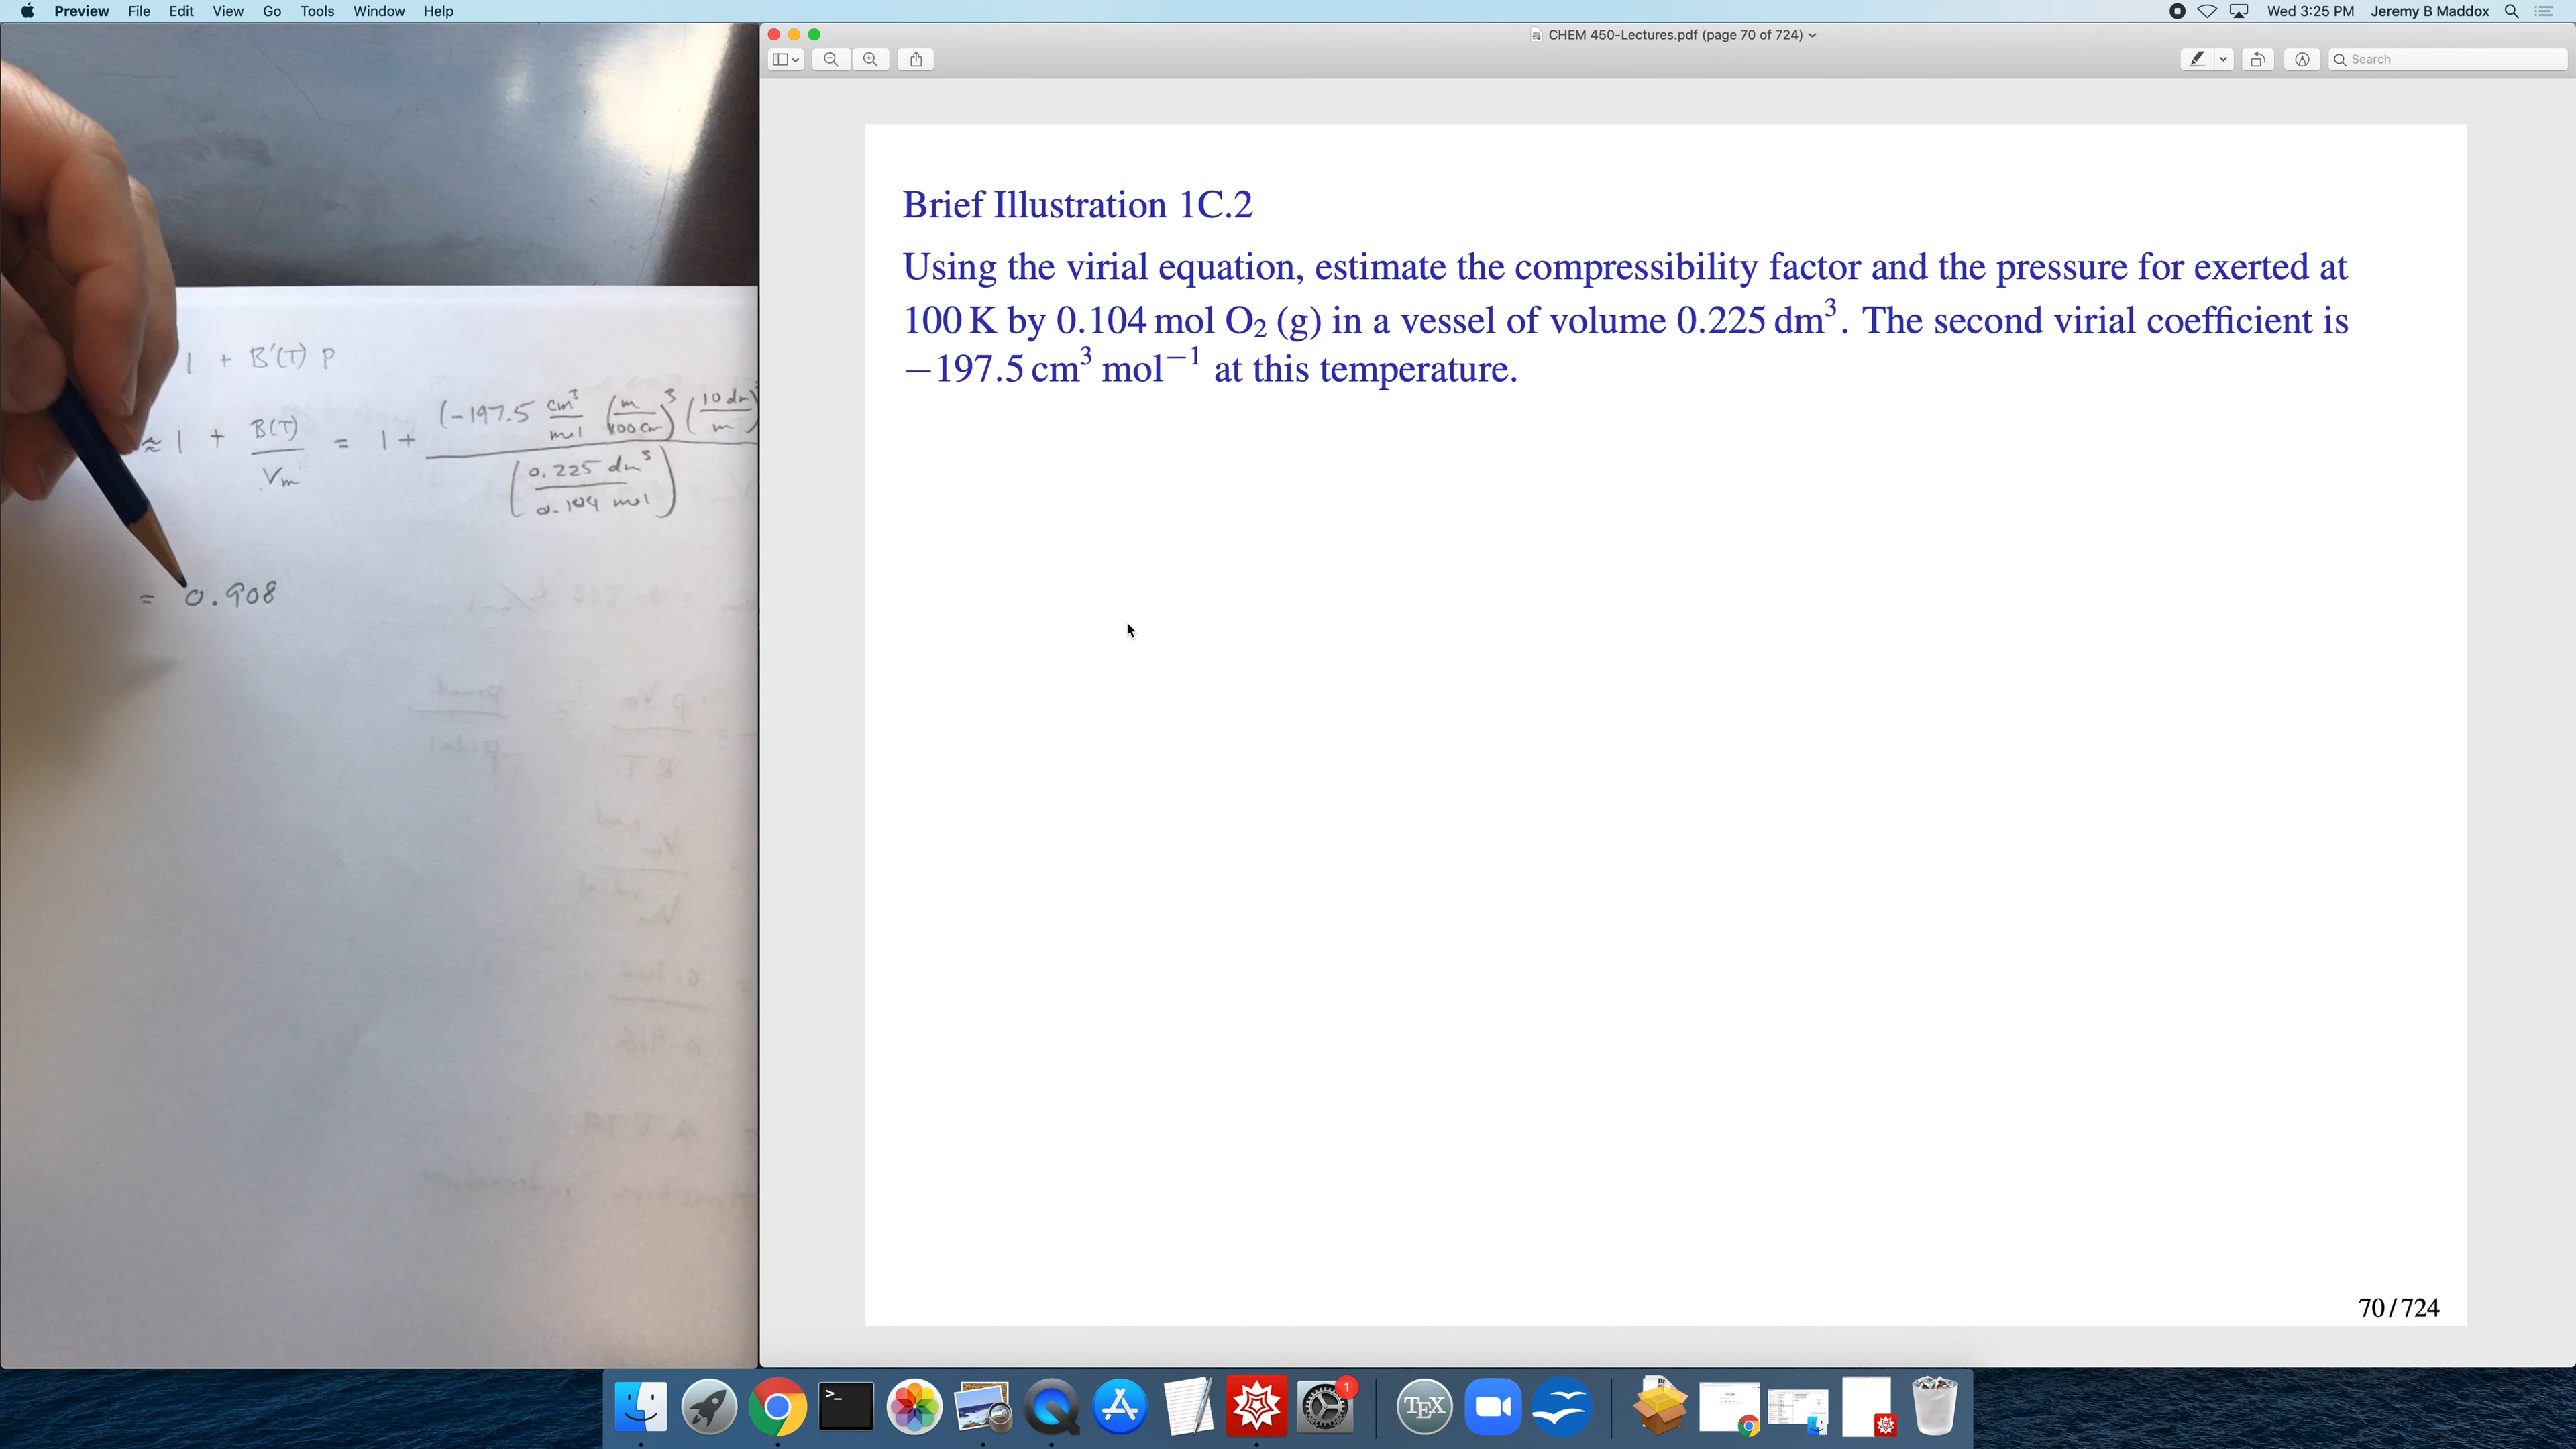 Preview File Edit View Go Tools Window Help
Wed 3:25 PM Jeremy B Maddox
CHEM 450-Lectures.pdf (page 70 of 724)
Search
1 + B'(T) P
≈ 1 + B(T)/Vm = 1 + (-197.5 cm³/mol (m/100 cm)³ (10 dm/m)
(0.225 dm³/0.104 mol)
= 0.908
Brief Illustration 1C.2
Using the virial equation, estimate the compressibility factor and the pressure for exerted at
100 K by 0.104 mol O₂ (g) in a vessel of volume 0.225 dm³. The second virial coefficient is
−197.5 cm³ mol⁻¹ at this temperature.
70/724
>_
1
TEX